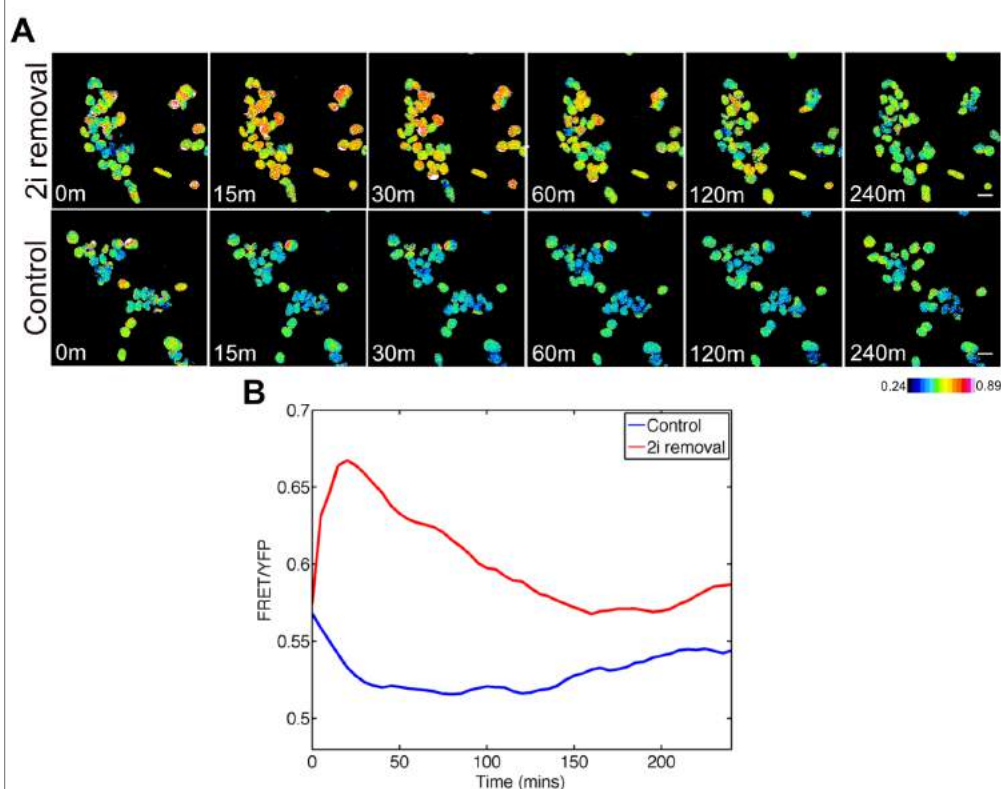 A
2i removal
0m 15m 30m 60m 120m 240m
Control
0m 15m 30m 60m 120m 240m
0.24 0.89
B
0.7
0.65
0.6
0.55
0.5
FRET/YFP
Control
2i removal
0 50 100 150 200
Time (mins)